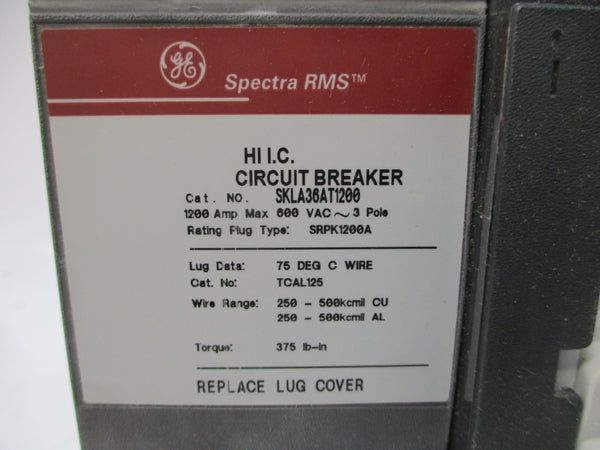 GE
Spectra RMS™
HI I.C.
CIRCUIT BREAKER
Cat. NO. SKLA36AT1200
1200 Amp Max 600 VAC ~ 3 Pole
Rating Plug Type: SRPK1200A
Lug Data: 75 DEG C WIRE
Cat. No: TCAL125
Wire Range: 250 - 500kcmil CU
250 - 500kcmil AL
Torque: 375 lb-in
REPLACE LUG COVER